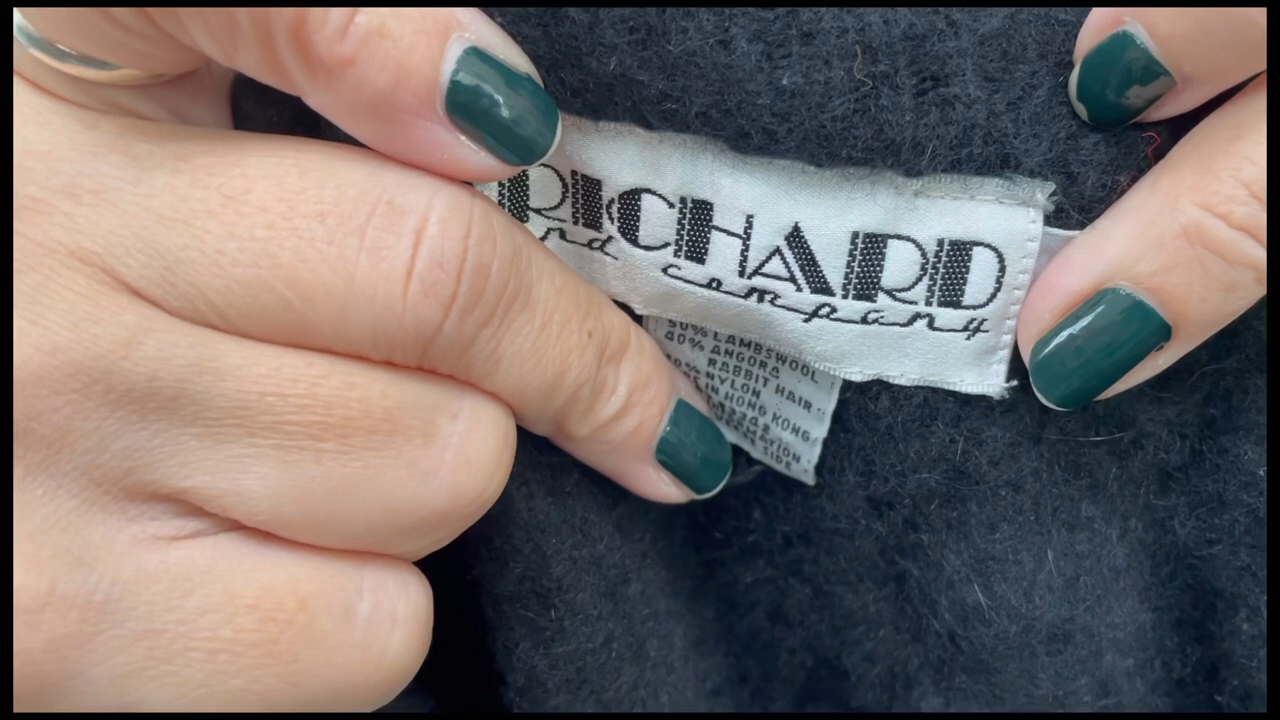 RICHARD
and company
50% LAMBSWOOL
40% ANGORA
RABBIT HAIR
NYLON
IN HONG KONG
SIDE